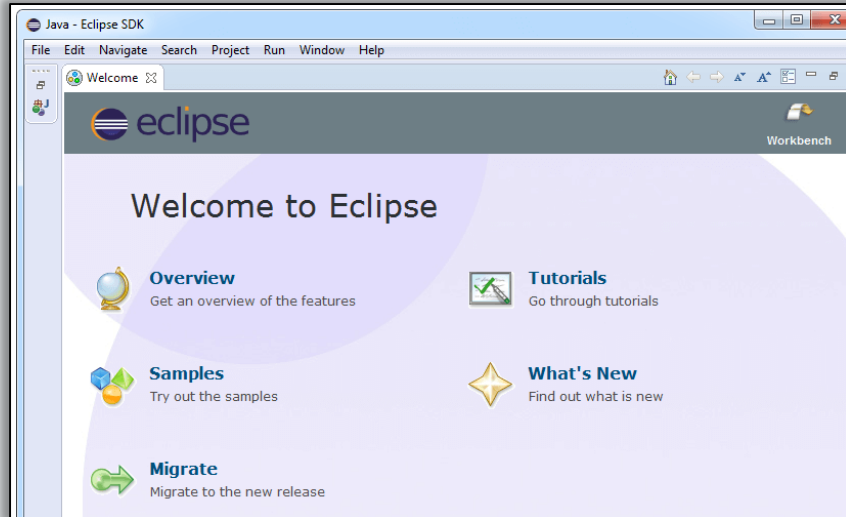 Java - Eclipse SDK
File Edit Navigate Search Project Run Window Help
Welcome
eclipse
Workbench
Welcome to Eclipse
Overview
Get an overview of the features
Tutorials
Go through tutorials
Samples
Try out the samples
What's New
Find out what is new
Migrate
Migrate to the new release